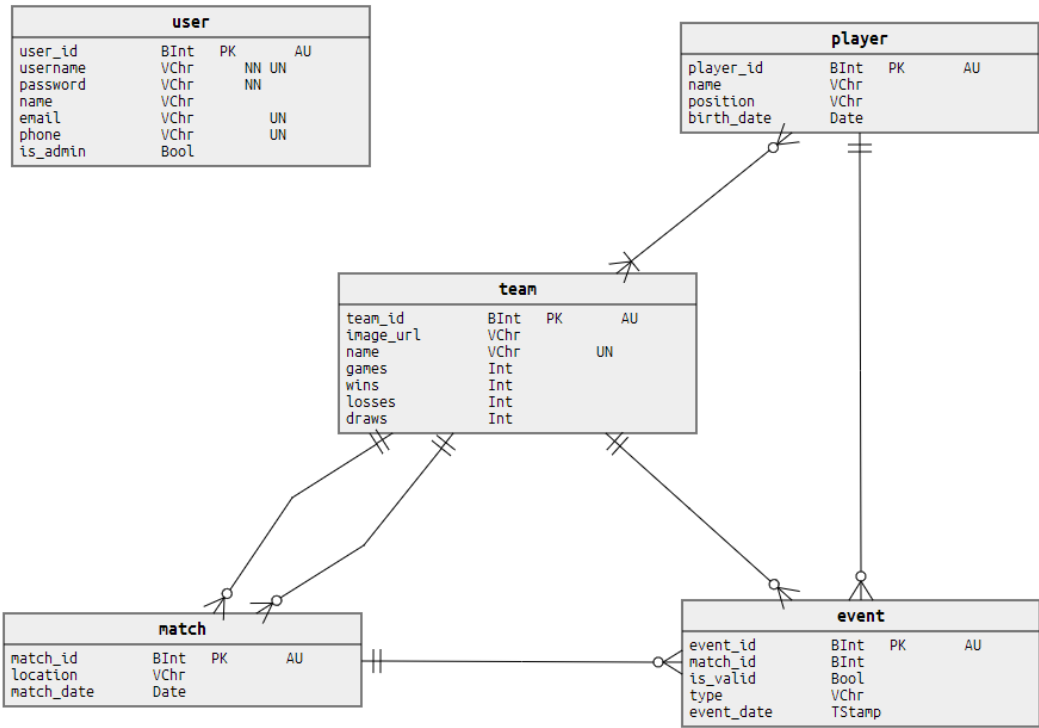 user
user_id BInt PK AU
username VChr NN UN
password VChr NN
name VChr
email VChr UN
phone VChr UN
is_admin Bool
player
player_id BInt PK AU
name VChr
position VChr
birth_date Date
team
team_id BInt PK AU
image_url VChr
name VChr UN
games Int
wins Int
losses Int
draws Int
match
match_id BInt PK AU
location VChr
match_date Date
event
event_id BInt PK AU
match_id BInt
is_valid Bool
type VChr
event_date TStamp